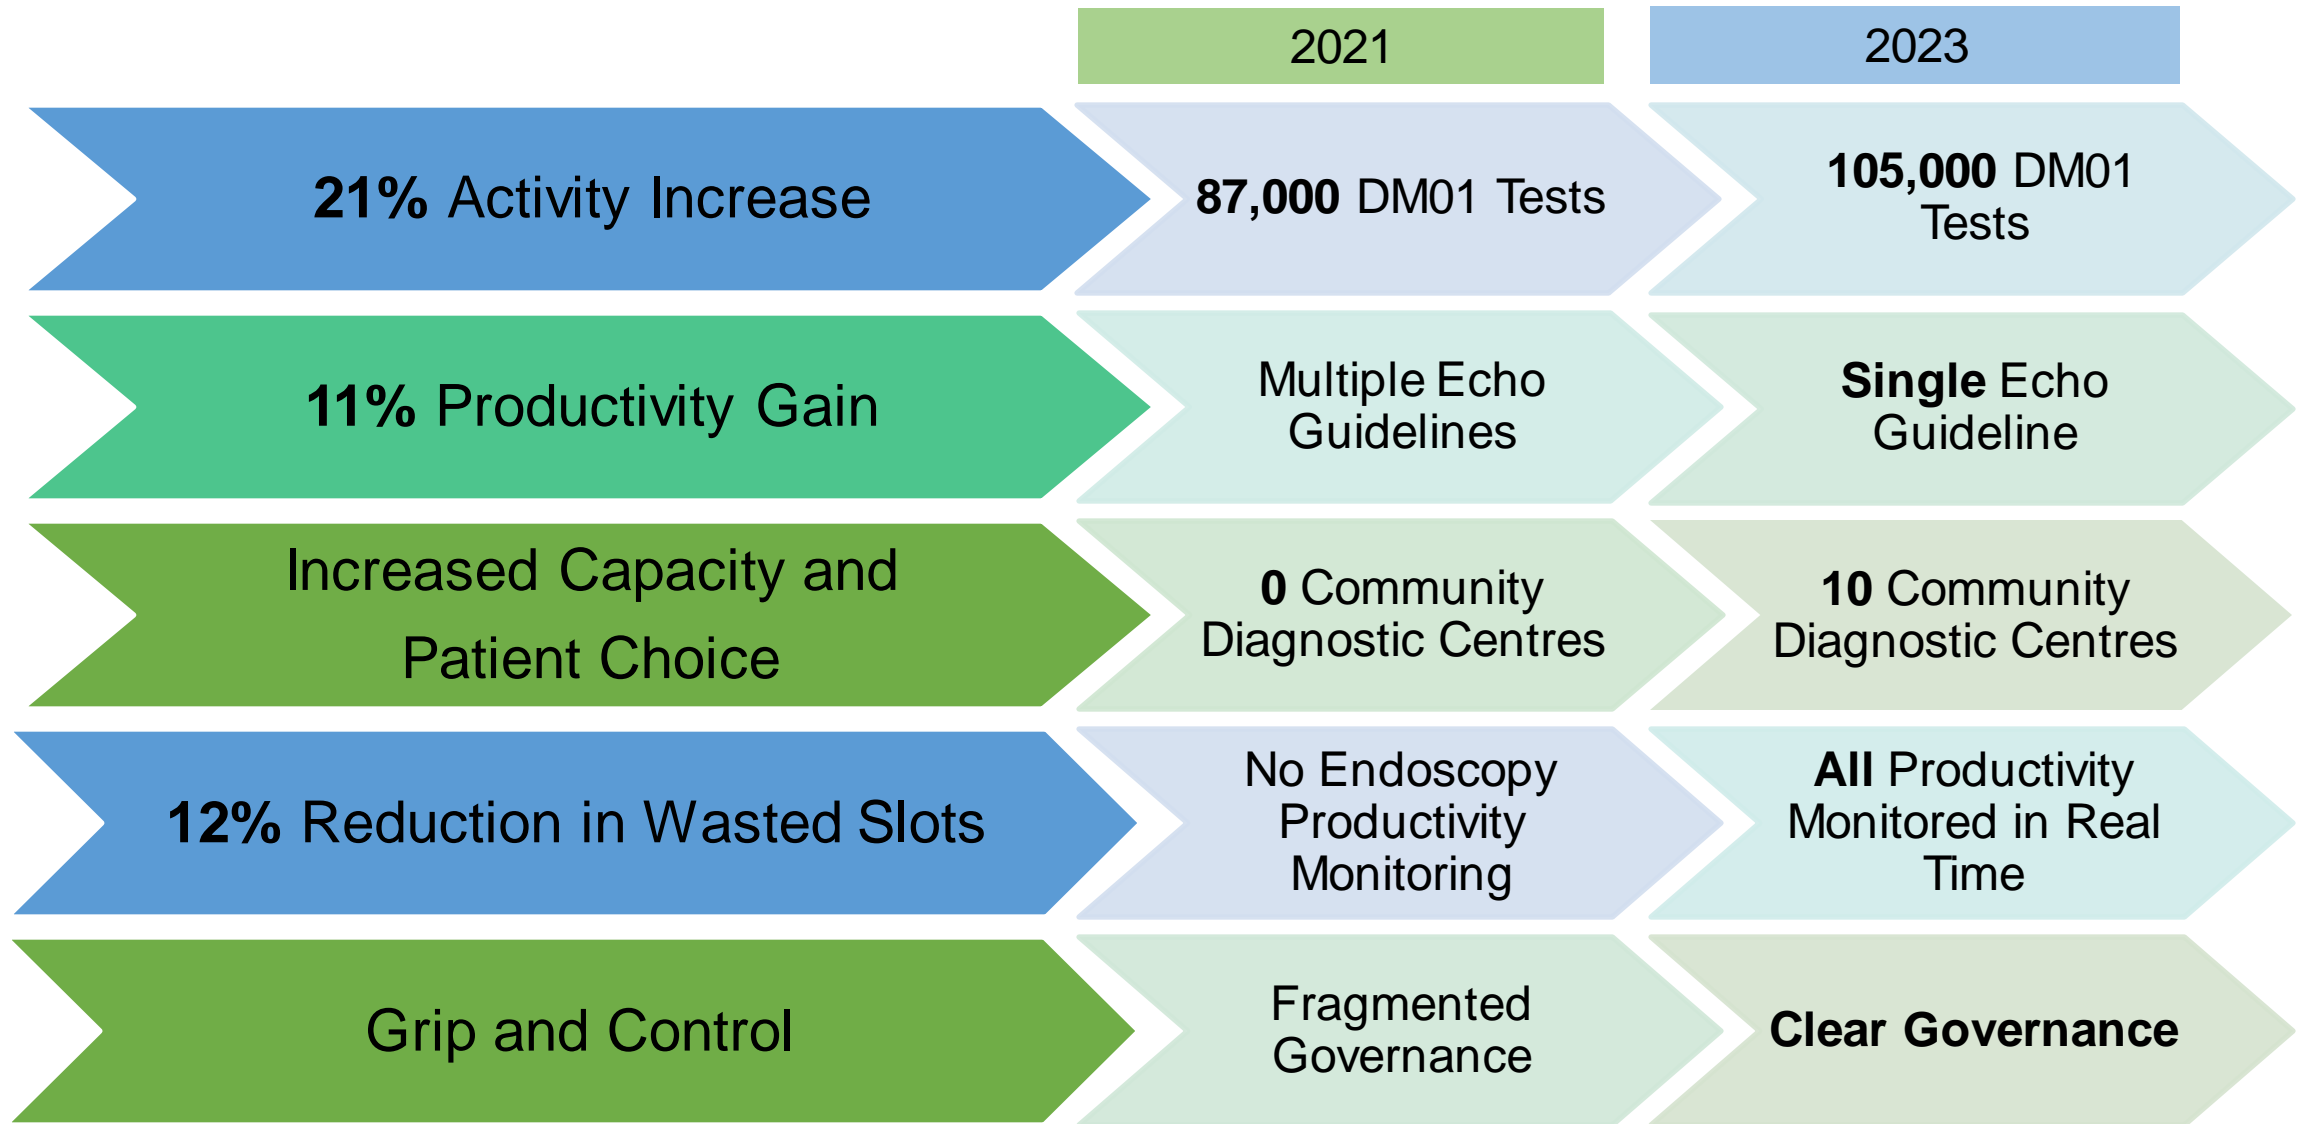 2021
2023
21% Activity Increase
87,000 DM01 Tests
105,000 DM01
Tests
11% Productivity Gain
Multiple Echo
Guidelines
Single Echo
Guideline
Increased Capacity and
Patient Choice
0 Community
Diagnostic Centres
10 Community
Diagnostic Centres
12% Reduction in Wasted Slots
No Endoscopy
Productivity
Monitoring
All Productivity
Monitored in Real
Time
Grip and Control
Fragmented
Governance
Clear Governance